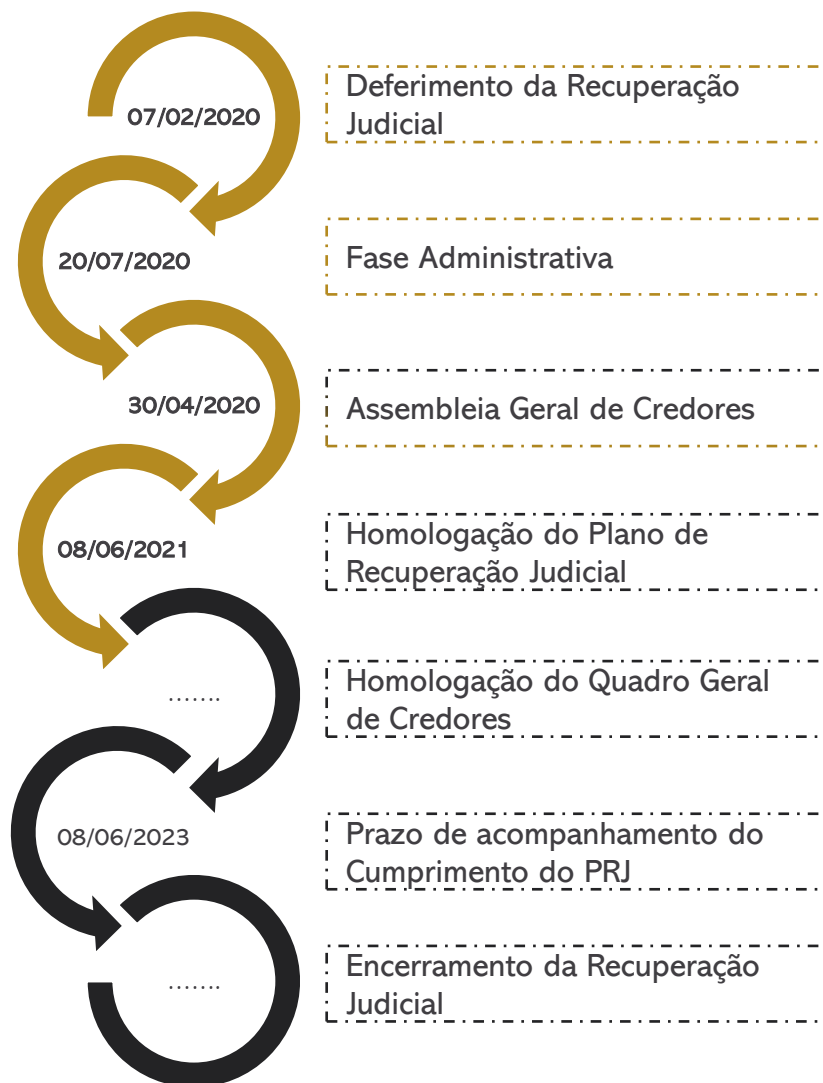 07/02/2020
Deferimento da Recuperação
Judicial
20/07/2020
Fase Administrativa
30/04/2020
Assembleia Geral de Credores
08/06/2021
Homologação do Plano de
Recuperação Judicial
.......
Homologação do Quadro Geral
de Credores
08/06/2023
Prazo de acompanhamento do
Cumprimento do PRJ
.......
Encerramento da Recuperação
Judicial